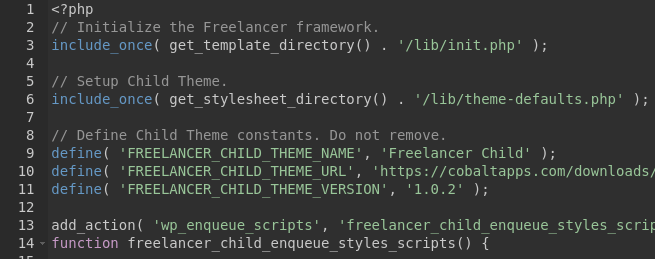 1 <?php
2 // Initialize the Freelancer framework.
3 include_once( get_template_directory() . '/lib/init.php' );
4
5 // Setup Child Theme.
6 include_once( get_stylesheet_directory() . '/lib/theme-defaults.php' );
7
8 // Define Child Theme constants. Do not remove.
9 define( 'FREELANCER_CHILD_THEME_NAME', 'Freelancer Child' );
10 define( 'FREELANCER_CHILD_THEME_URL', 'https://cobaltapps.com/downloads/
11 define( 'FREELANCER_CHILD_THEME_VERSION', '1.0.2' );
12
13 add_action( 'wp_enqueue_scripts', 'freelancer_child_enqueue_styles_scrip
14 function freelancer_child_enqueue_styles_scripts() {